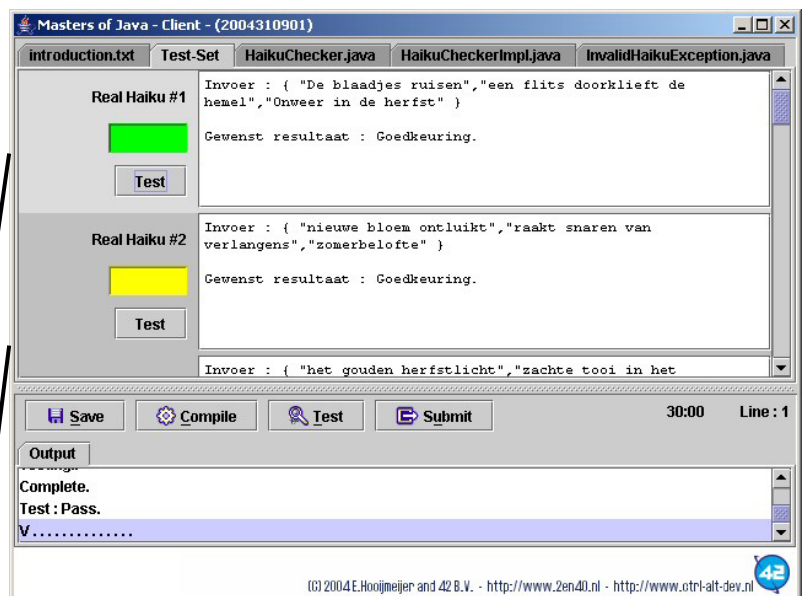 Masters of Java - Client - (2004310901)
introduction.txt Test-Set HaikuChecker.java HaikuCheckerImpl.java InvalidHaikuException.java
Real Haiku #1
Invoer : { "De blaadjes ruisen","een flits doorklieft de
hemel","Onweer in de herfst" }
Gewenst resultaat : Goedkeuring.
Test
Real Haiku #2
Invoer : { "nieuwe bloem ontluikt","raakt snaren van
verlangens","zomerbelofte" }
Gewenst resultaat : Goedkeuring.
Test
Invoer : { "het gouden herfstlicht","zachte tooi in het
Save Compile Test Submit 30:00 Line : 1
Output
Complete.
Test : Pass.
V..............
(C) 2004 E.Hooijmeijer and 42 B.V. - http://www.2en40.nl - http://www.ctrl-alt-dev.nl
42